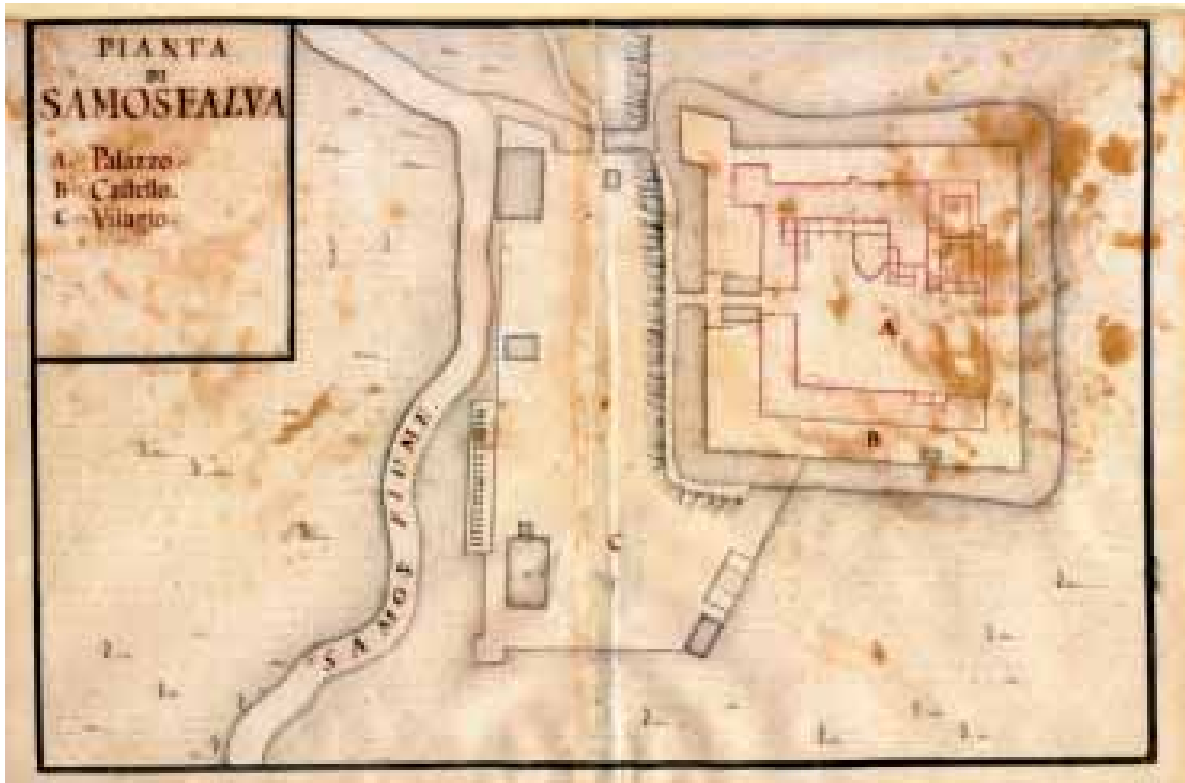 PIANTA
DI
SAMOSFALVA
A. Palazzo.
B. Castello.
C. Vilagio.
SAMOS FIUME.
A
B
C